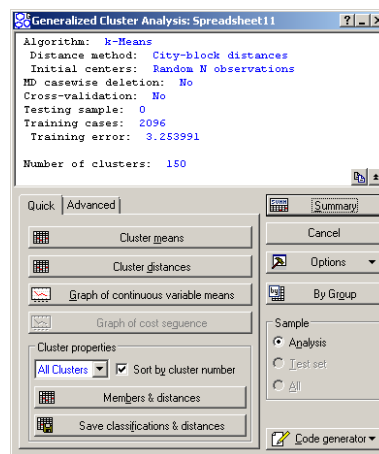 Generalized Cluster Analysis: Spreadsheet11
Algorithm: k-Means
Distance method: City-block distances
Initial centers: Random N observations
MD casewise deletion: No
Cross-validation: No
Testing sample: 0
Training cases: 2096
Training error: 3.253991
Number of clusters: 150
Quick Advanced
Summary
Cluster means
Cancel
Cluster distances
Options
Graph of continuous variable means
By Group
Graph of cost sequence
Sample
Cluster properties
Analysis
All Clusters Sort by cluster number
Test set
Members & distances
All
Save classifications & distances
Code generator